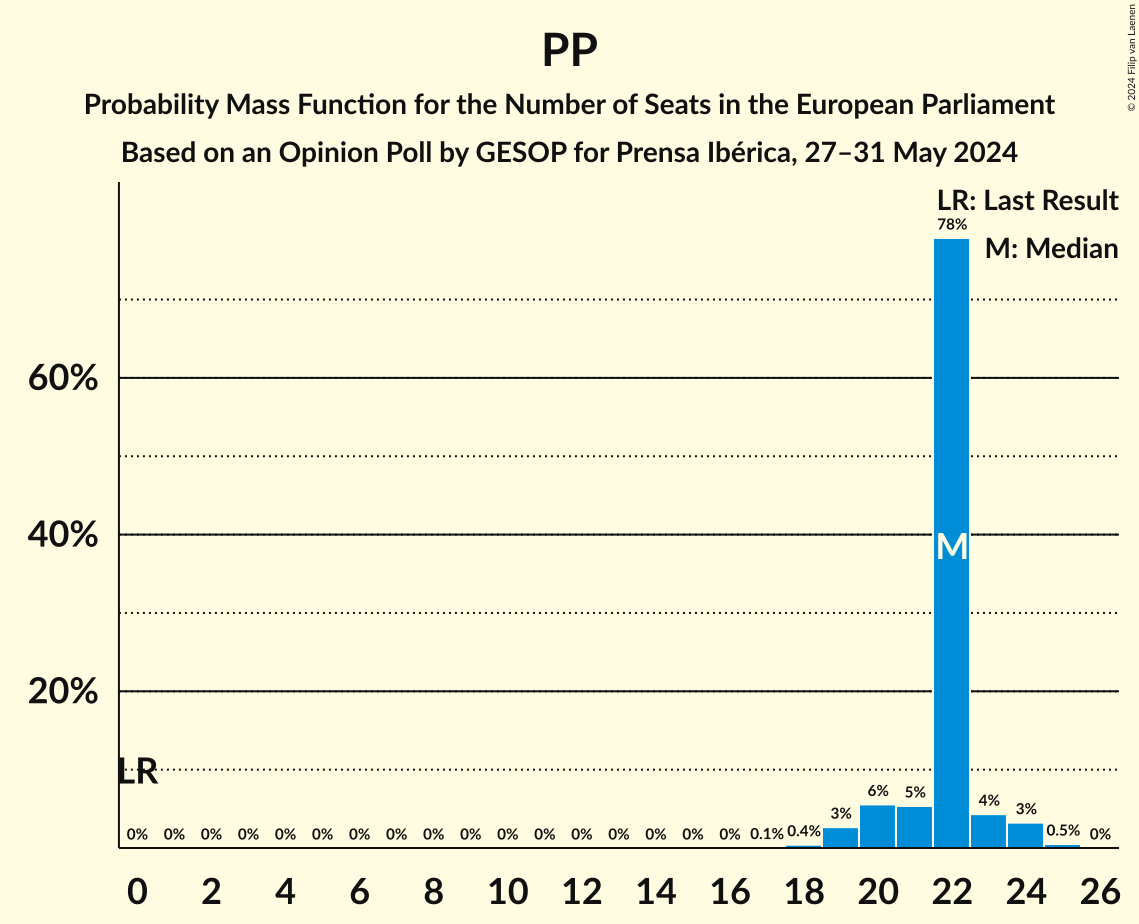 PP
Probability Mass Function for the Number of Seats in the European Parliament
Based on an Opinion Poll by GESOP for Prensa Ibérica, 27–31 May 2024
© 2024 Filip van Laenen
LR: Last Result
M: Median
78%
60%
40%
20%
M
LR
0% 0% 0% 0% 0% 0% 0% 0% 0% 0% 0% 0% 0% 0% 0% 0% 0% 0.1% 0.4% 3% 6% 5% 4% 3% 0.5% 0%
0 2 4 6 8 10 12 14 16 18 20 22 24 26